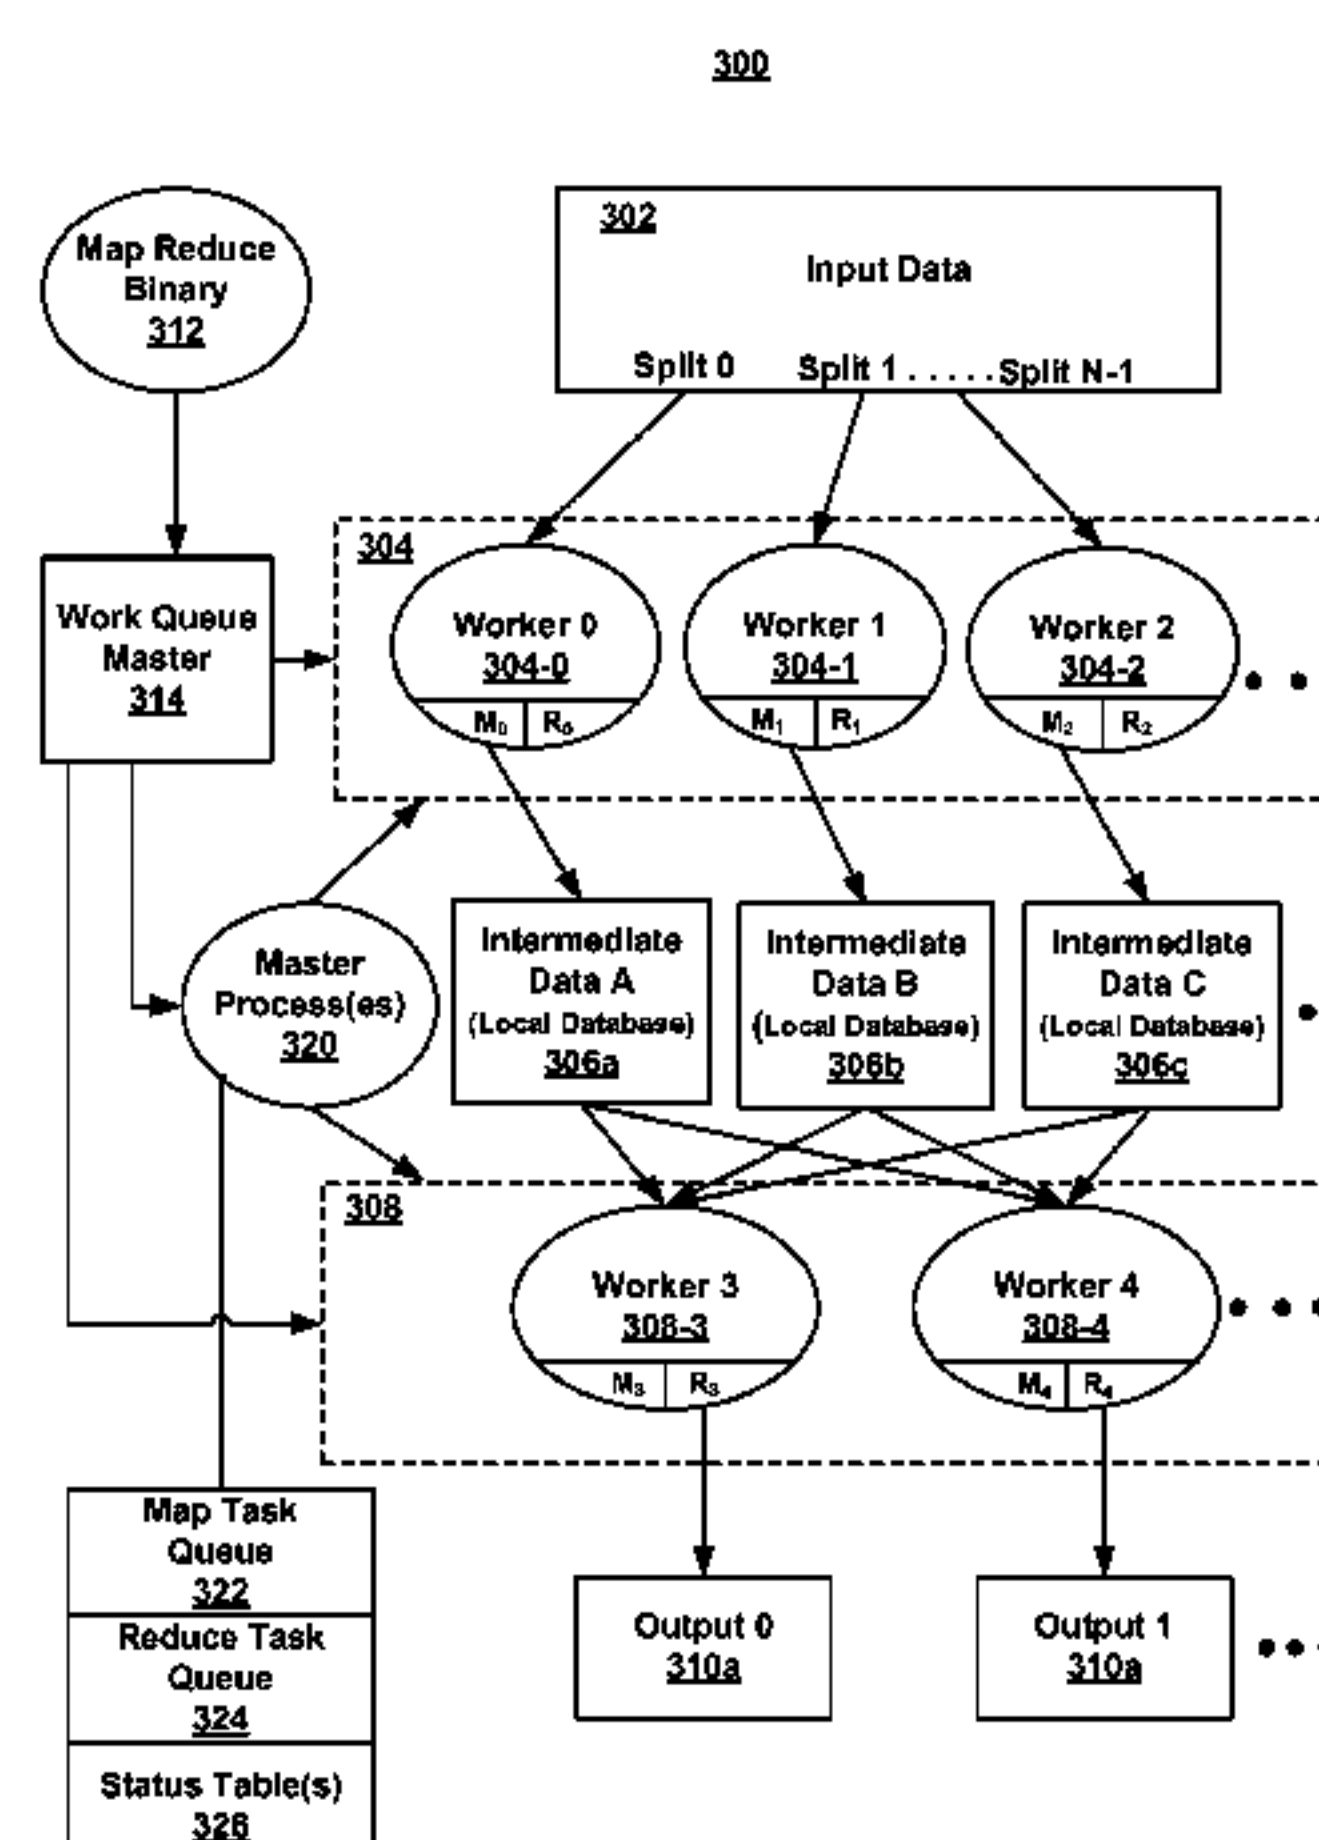 300
Map Reduce
Binary
312
302
Input Data
Split 0 Split 1 . . . . . Split N-1
Work Queue
Master
314
304
Worker 0
304-0
M₀ R₀
Worker 1
304-1
M₁ R₁
Worker 2
304-2
M₂ R₂
Master
Process(es)
320
Intermediate
Data A
(Local Database)
306a
Intermediate
Data B
(Local Database)
306b
Intermediate
Data C
(Local Database)
306c
308
Worker 3
308-3
M₃ R₃
Worker 4
308-4
M₄ R₄
Map Task
Queue
322
Reduce Task
Queue
324
Status Table(s)
326
Output 0
310a
Output 1
310a